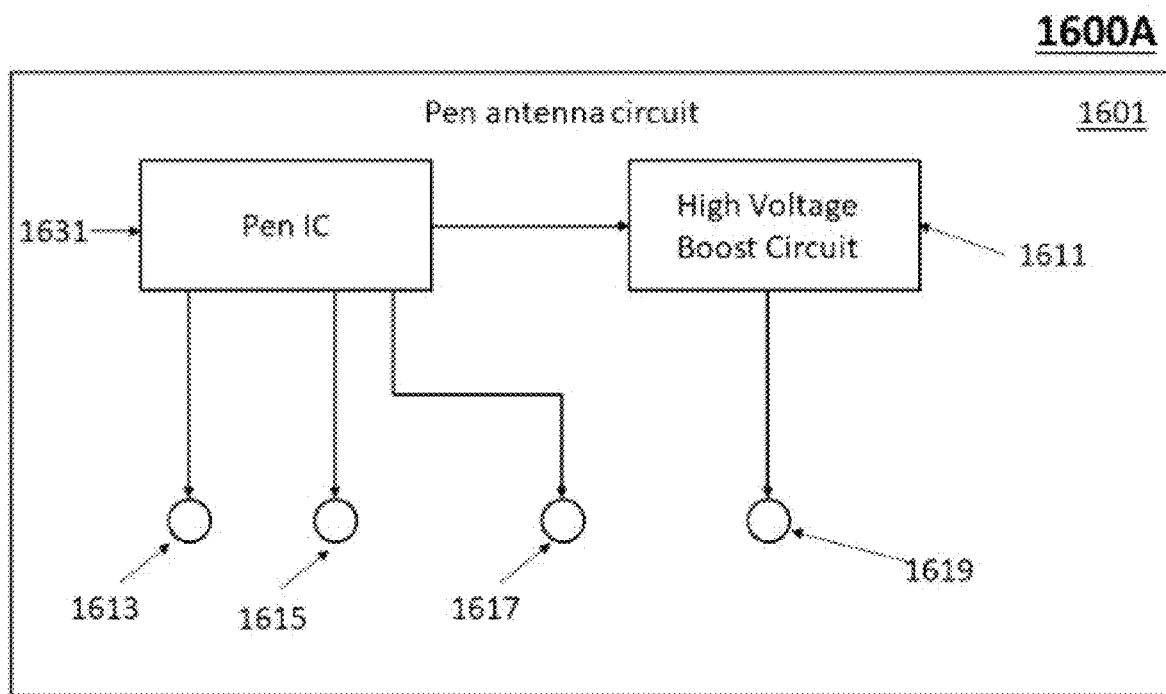 1600A
Pen antenna circuit
1601
1631
Pen IC
High Voltage
Boost Circuit
1611
1613
1615
1617
1619